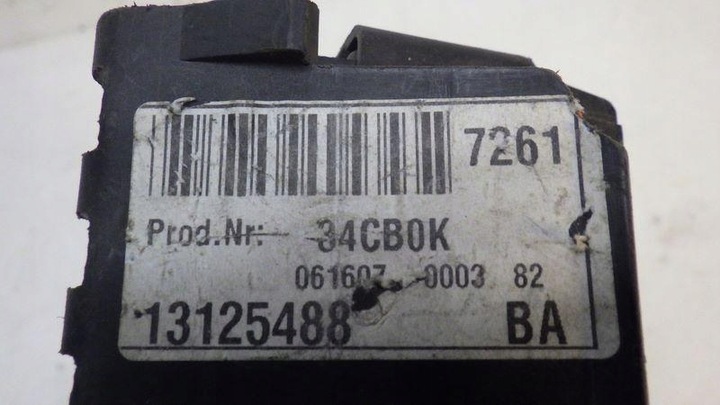 7261
Prod.Nr: 34CB0K
061607 0003 82
13125488 BA